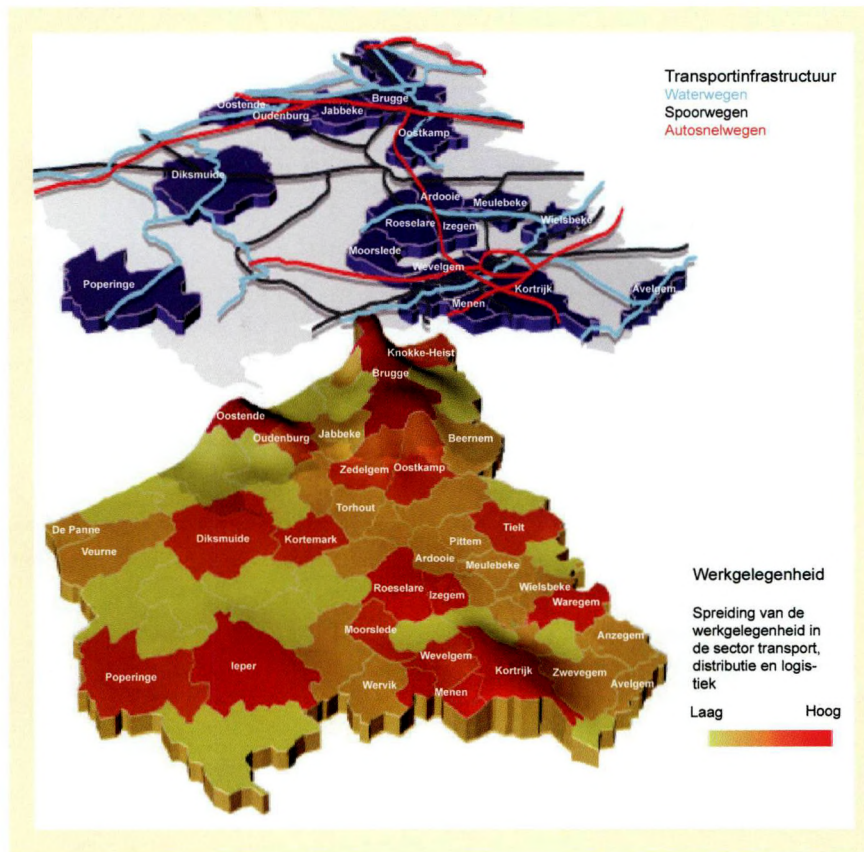 Transportinfrastructuur
Waterwegen
Spoorwegen
Autosnelwegen
Brugge
Oostende
Jabbeke
Oudenburg
Oostkamp
Diksmuide
Ardooie
Meulebeke
Roeselare
Izegem
Wielsbeke
Moorslede
Wevelgem
Poperinge
Kortrijk
Avelgem
Menen
Knokke-Heist
Brugge
Oostende
Oudenburg
Jabbeke
Beernem
Zedelgem
Oostkamp
Torhout
De Panne
Tielt
Veurne
Diksmuide
Kortemark
Pittem
Ardooie
Meulebeke
Roeselare
Izegem
Wielsbeke
Waregem
Moorslede
Anzegem
Wevelgem
Ieper
Kortrijk
Zwevegem
Poperinge
Avelgem
Wervik
Menen
Werkgelegenheid
Spreiding van de
werkgelegenheid in
de sector transport,
distributie en logis-
tiek
Laag
Hoog